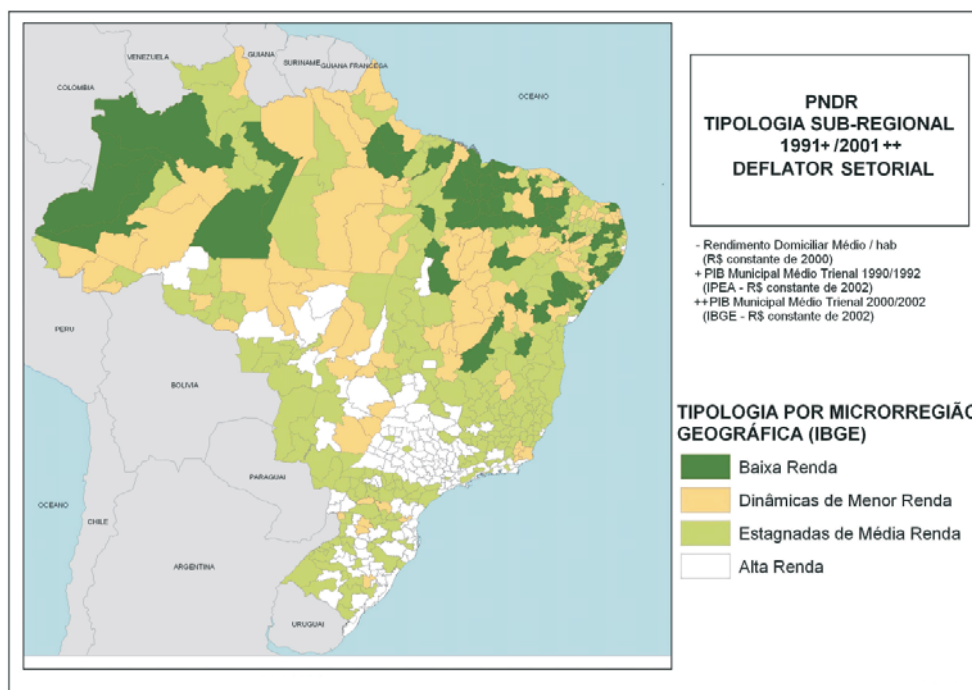 VENEZUELA
GUIANA
SURINAME
GUIANA FRANCESA
COLOMBIA
OCEANO
PERU
BOLIVIA
PARAGUAI
OCEANO
CHILE
ARGENTINA
URUGUAI
PNDR
TIPOLOGIA SUB-REGIONAL
1991+ /2001 ++
DEFLATOR SETORIAL
- Rendimento Domiciliar Médio / hab
(R$ constante de 2000)
+ PIB Municipal Médio Trienal 1990/1992
(IPEA - R$ constante de 2002)
++ PIB Municipal Médio Trienal 2000/2002
(IBGE - R$ constante de 2002)
TIPOLOGIA POR MICRORREGIÃO
GEOGRÁFICA (IBGE)
Baixa Renda
Dinâmicas de Menor Renda
Estagnadas de Média Renda
Alta Renda